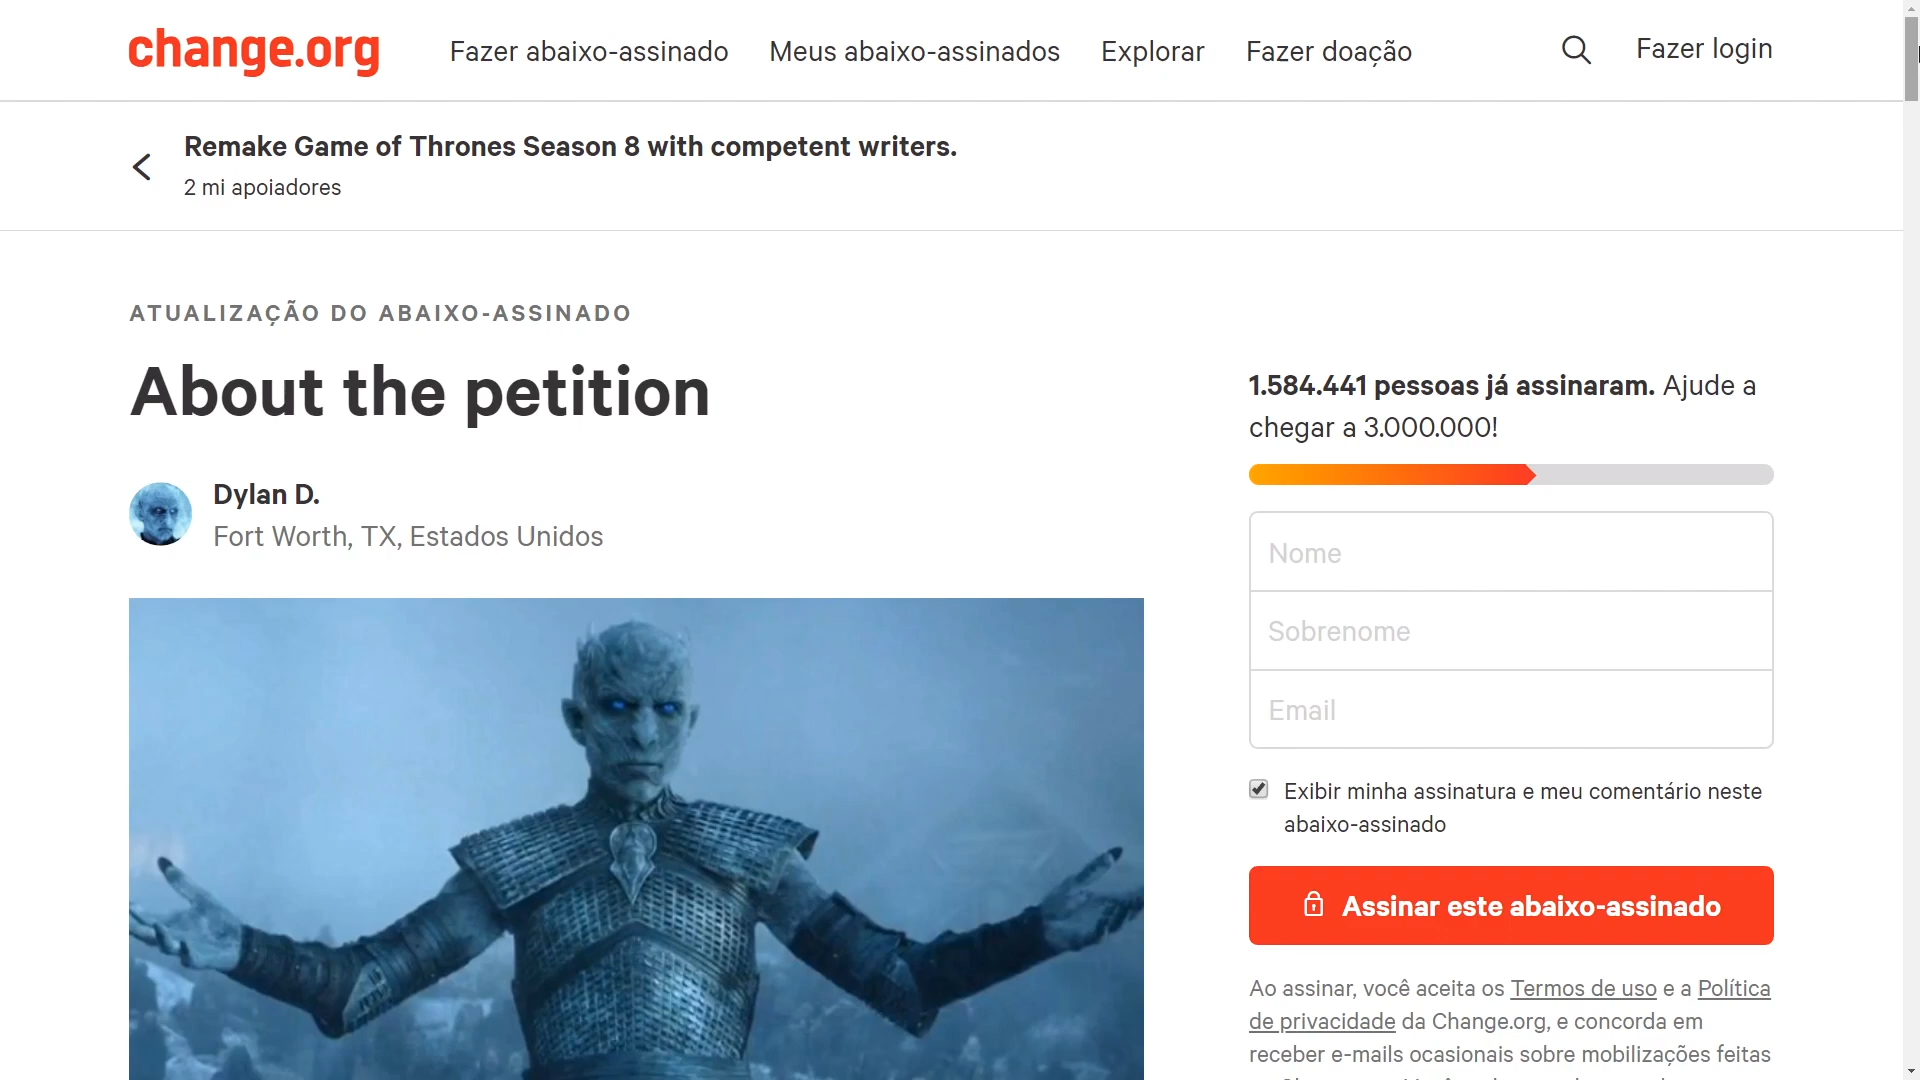 change.org
Fazer abaixo-assinado
Meus abaixo-assinados
Explorar
Fazer doação
Fazer login
Remake Game of Thrones Season 8 with competent writers.
2 mi apoiadores
ATUALIZAÇÃO DO ABAIXO-ASSINADO
About the petition
Dylan D.
Fort Worth, TX, Estados Unidos
1.584.441 pessoas já assinaram. Ajude a
chegar a 3.000.000!
Nome
Sobrenome
Email
Exibir minha assinatura e meu comentário neste
abaixo-assinado
Assinar este abaixo-assinado
Ao assinar, você aceita os Termos de uso e a Política
de privacidade da Change.org, e concorda em
receber e-mails ocasionais sobre mobilizações feitas